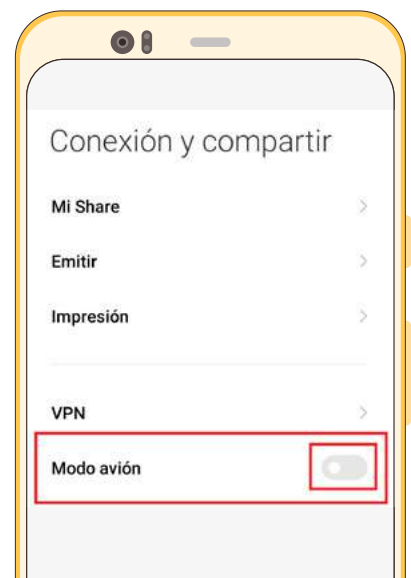 Conexión y compartir
Mi Share
Emitir
Impresión
VPN
Modo avión